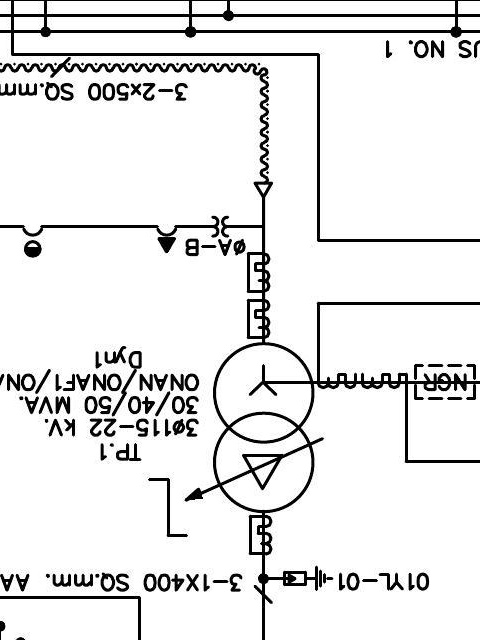 01YL-01
3-1X400 SQ.mm. AA
TP.1
3ø115-22 kV.
30/40/50 MVA.
ONAN/ONAF1/ONA
Dyn1
NGR
øA-B
3-2x500 SQ.mm
US NO. 1